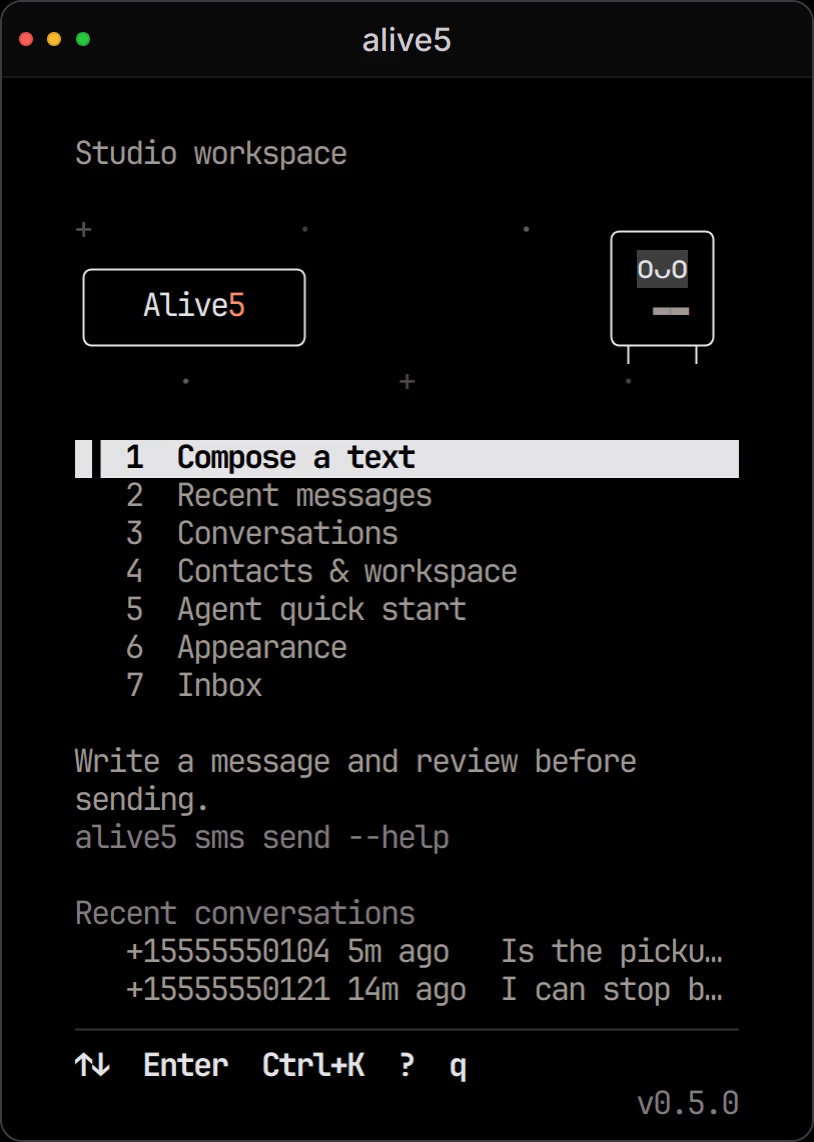 alive5
Studio workspace
Alive5
1 Compose a text
2 Recent messages
3 Conversations
4 Contacts & workspace
5 Agent quick start
6 Appearance
7 Inbox
Write a message and review before
sending.
alive5 sms send --help
Recent conversations
+15555550104 5m ago Is the picku…
+15555550121 14m ago I can stop b…
↑↓ Enter Ctrl+K ? q
v0.5.0